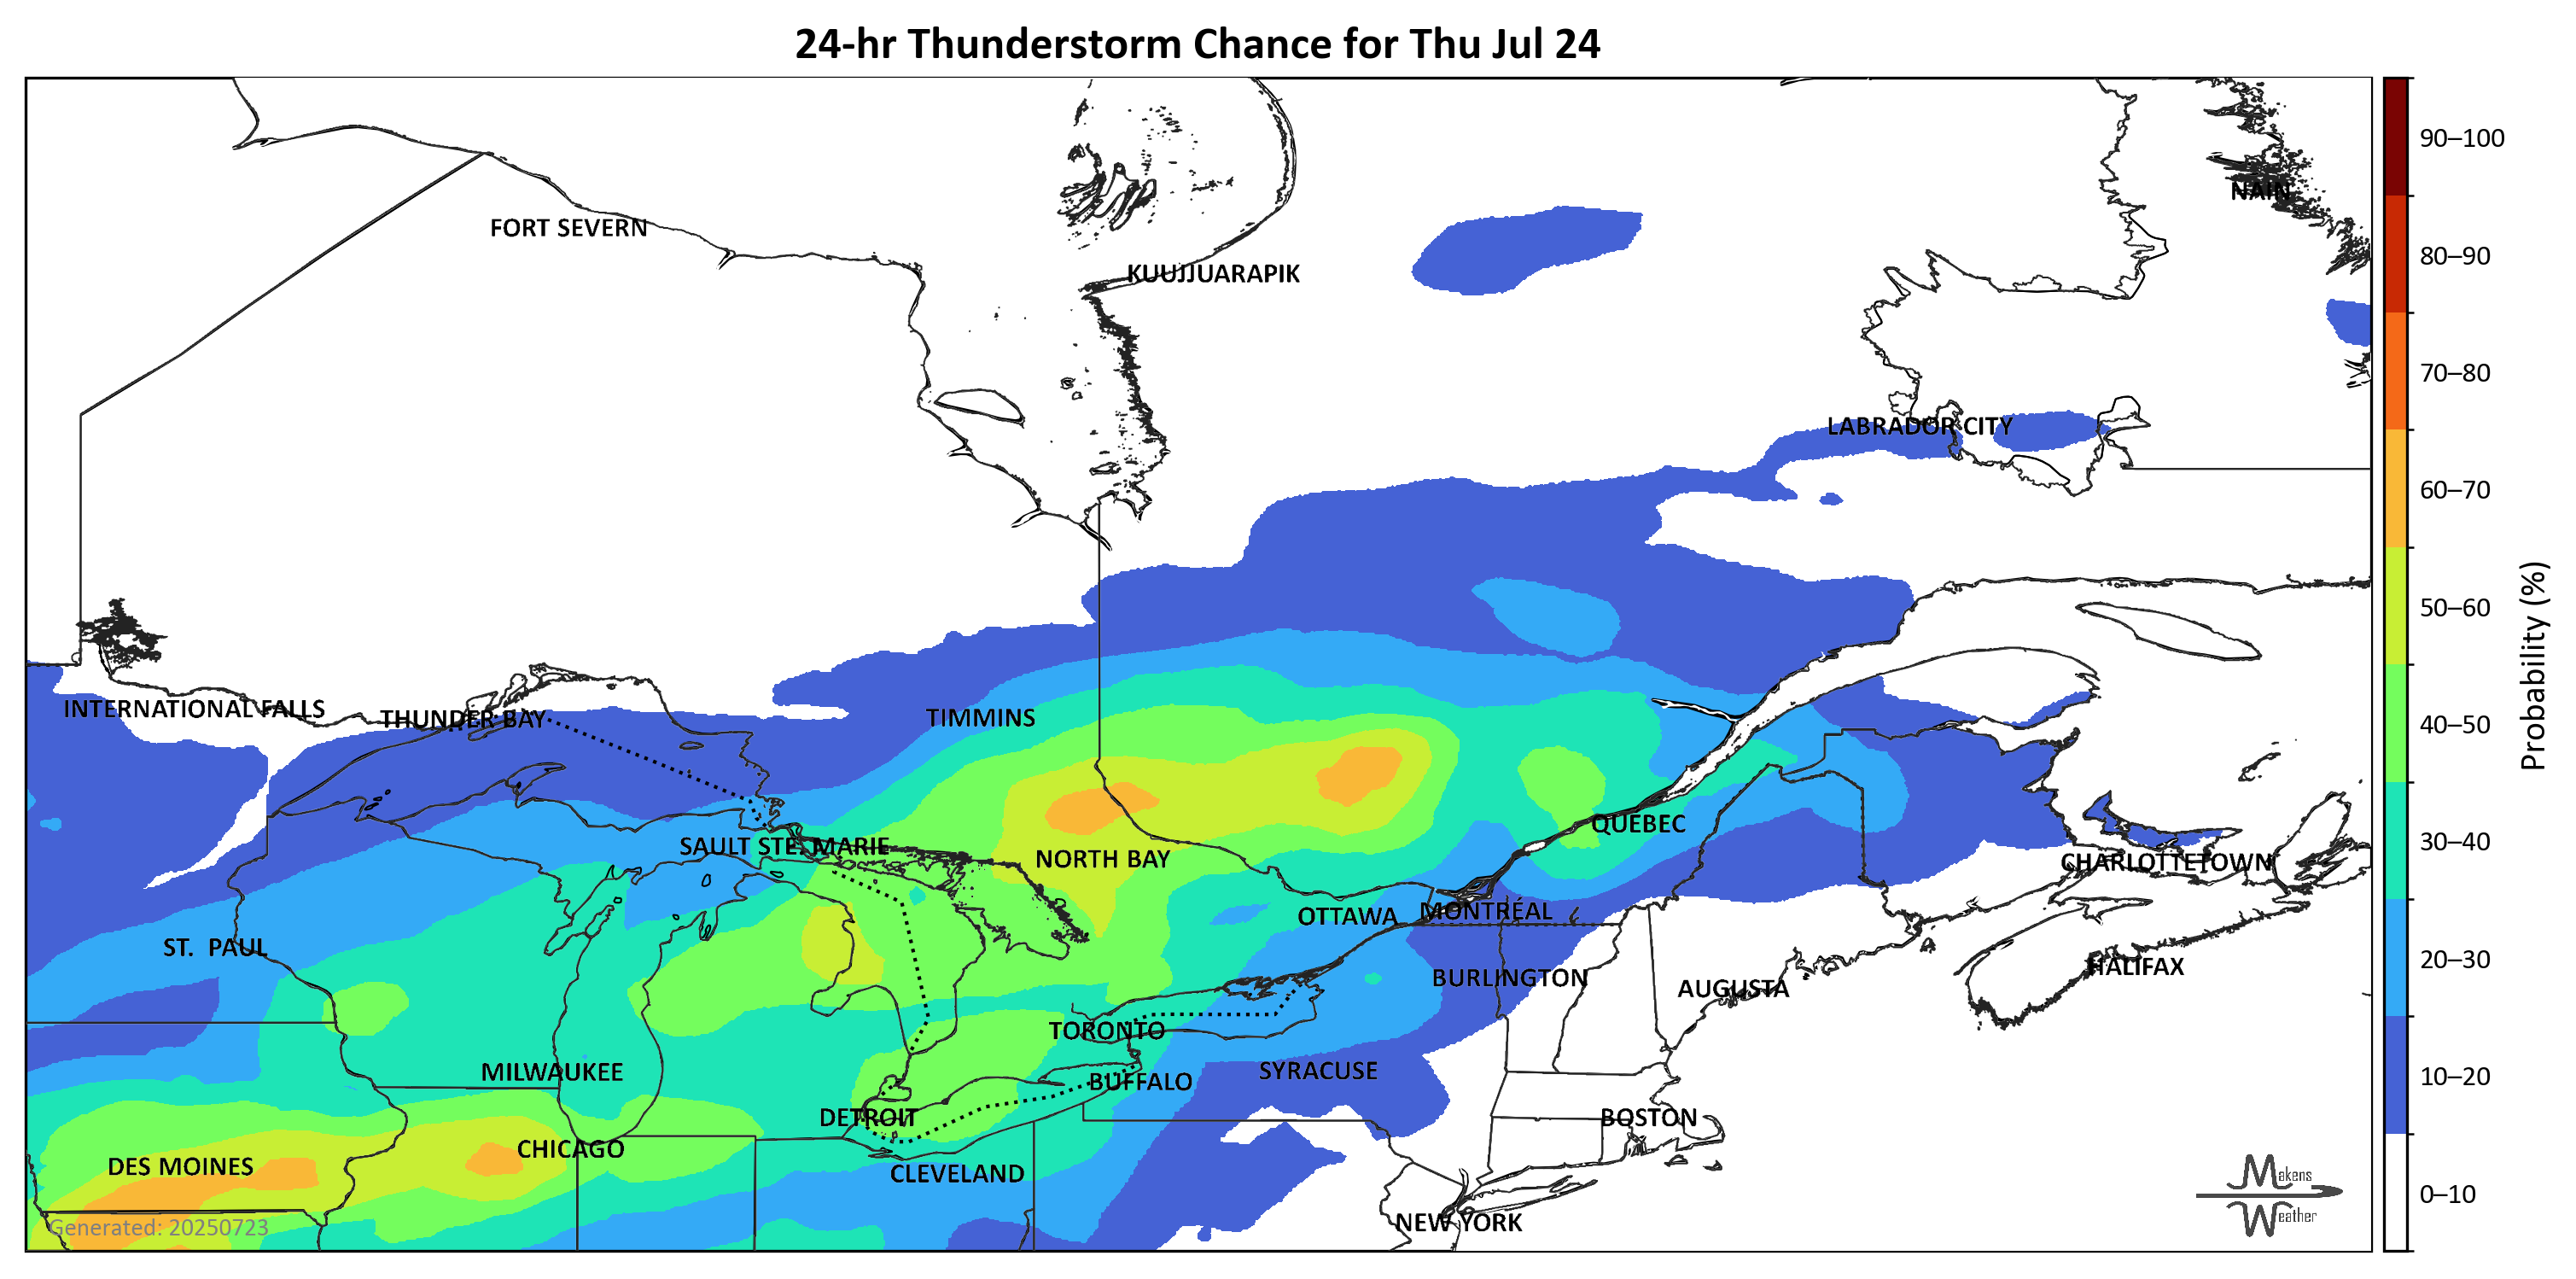 24-hr Thunderstorm Chance for Thu Jul 24
90–100
NAIN
FORT SEVERN
80–90
KUUJJUARAPIK
70–80
LABRADOR CITY
60–70
50–60
Probability (%)
INTERNATIONAL FALLS
THUNDER BAY
TIMMINS
40–50
QUEBEC
30–40
SAULT STE. MARIE
NORTH BAY
CHARLOTTETOWN
OTTAWA
MONTRÉAL
ST. PAUL
20–30
HALIFAX
BURLINGTON
AUGUSTA
TORONTO
MILWAUKEE
SYRACUSE
BUFFALO
10–20
DETROIT
BOSTON
CHICAGO
DES MOINES
CLEVELAND
Makens
Weather
0–10
NEW YORK
Generated: 20250723